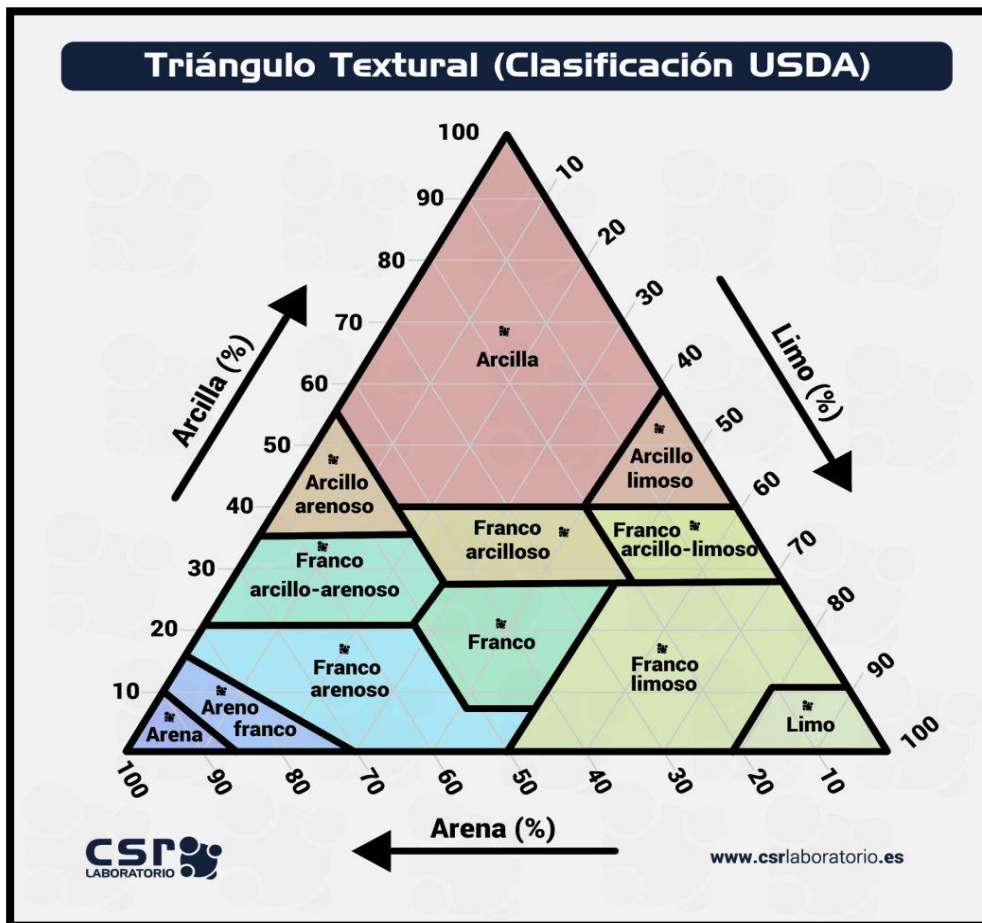 Triángulo Textural (Clasificación USDA)
100
90
80
70
60
50
40
30
20
10
Arcilla (%)
10
20
30
40
50
60
70
80
90
100
Limo (%)
Arcilla
Arcillo
arenoso
Arcillo
limoso
Franco
arcilloso
Franco
arcillo-limoso
Franco
arcillo-arenoso
Franco
Franco
arenoso
Franco
limoso
Areno
franco
Arena
Limo
100
90
80
70
60
50
40
30
20
10
Arena (%)
csr
LABORATORIO
www.csrlaboratorio.es